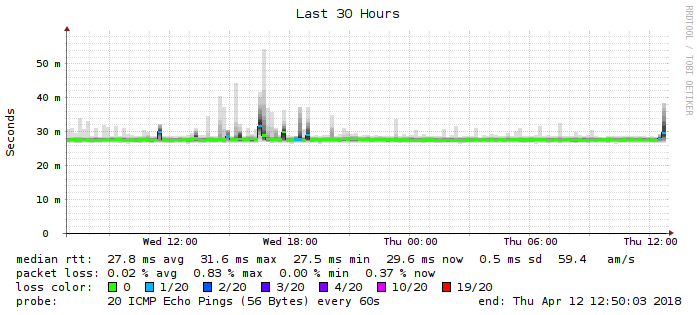 Last 30 Hours
RRDTOOL / TOBI OETIKER
Seconds
50 m
40 m
30 m
20 m
10 m
0
Wed 12:00 Wed 18:00 Thu 00:00 Thu 06:00 Thu 12:00
median rtt: 27.8 ms avg 31.6 ms max 27.5 ms min 29.6 ms now 0.5 ms sd 59.4 am/s
packet loss: 0.02 % avg 0.83 % max 0.00 % min 0.37 % now
loss color: 0 1/20 2/20 3/20 4/20 10/20 19/20
probe: 20 ICMP Echo Pings (56 Bytes) every 60s end: Thu Apr 12 12:50:03 2018